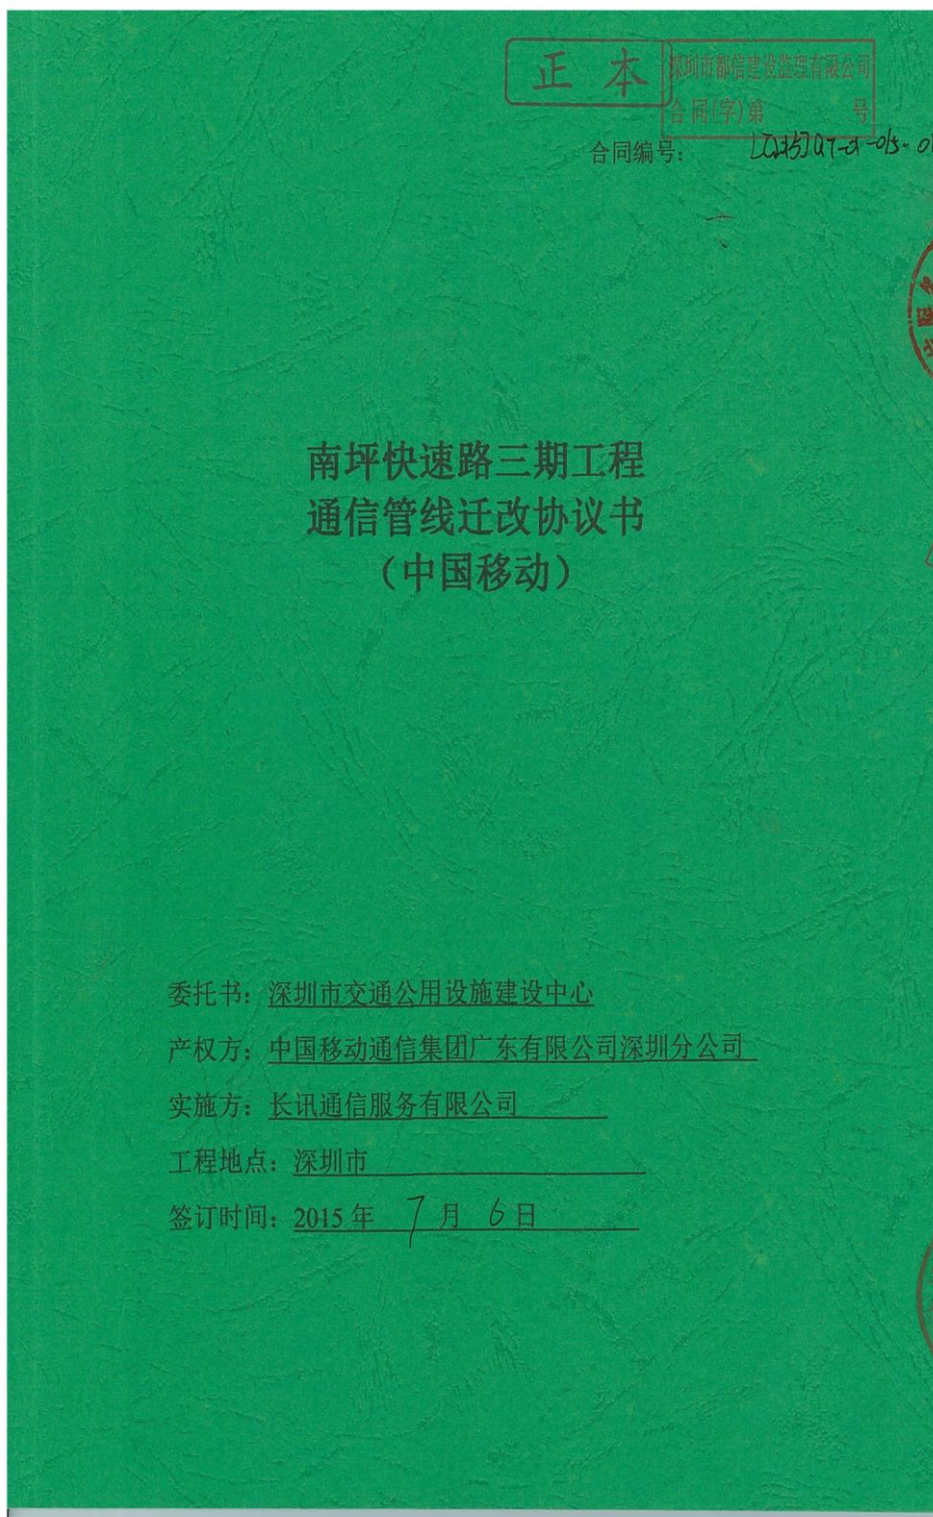 正本
深圳市都信建设监理有限公司
合同(字)第 号
合同编号：
南坪快速路三期工程
通信管线迁改协议书
（中国移动）
委托书：深圳市交通公用设施建设中心
产权方：中国移动通信集团广东有限公司深圳分公司
实施方：长讯通信服务有限公司
工程地点：深圳市
签订时间：2015 年 7 月 6 日